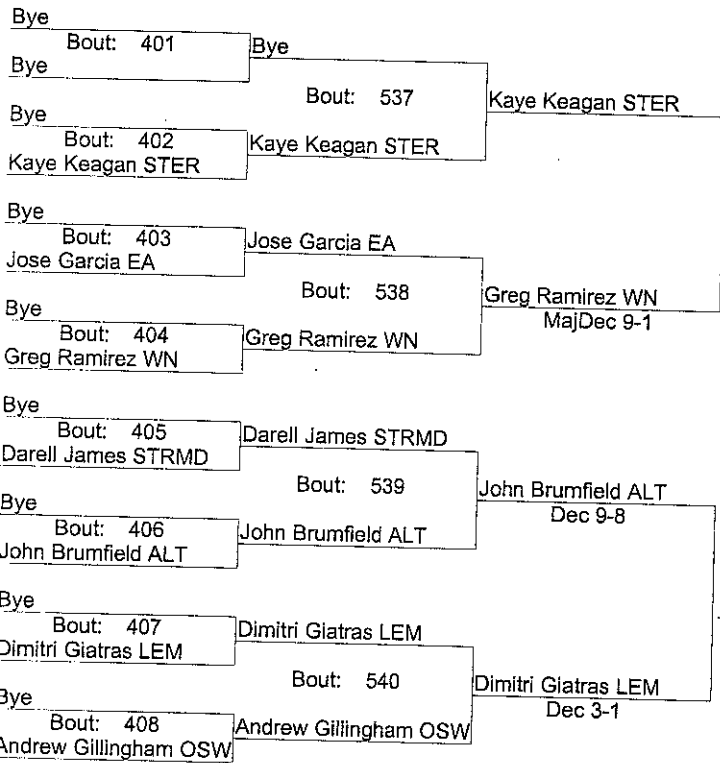 Bye
Bout: 401
Bye
Bye
Bout: 537
Kaye Keagan STER
Bye
Bout: 402
Kaye Keagan STER
Kaye Keagan STER
Bye
Bout: 403
Jose Garcia EA
Jose Garcia EA
Bout: 538
Greg Ramirez WN
MajDec 9-1
Bye
Bout: 404
Greg Ramirez WN
Greg Ramirez WN
Bye
Bout: 405
Darell James STRMD
Darell James STRMD
Bout: 539
John Brumfield ALT
Dec 9-8
Bye
Bout: 406
John Brumfield ALT
John Brumfield ALT
Bye
Bout: 407
Dimitri Giatras LEM
Dimitri Giatras LEM
Bout: 540
Dimitri Giatras LEM
Dec 3-1
Bye
Bout: 408
Andrew Gillingham OSW
Andrew Gillingham OSW